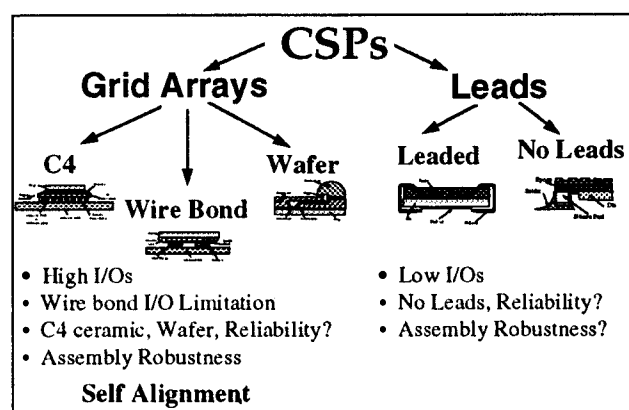 CSPs
Grid Arrays
Leads
C4
Wire Bond
Wafer
Leaded
No Leads
• High I/Os
• Wire bond I/O Limitation
• C4 ceramic, Wafer, Reliability?
• Assembly Robustness
Self Alignment
• Low I/Os
• No Leads, Reliability?
• Assembly Robustness?